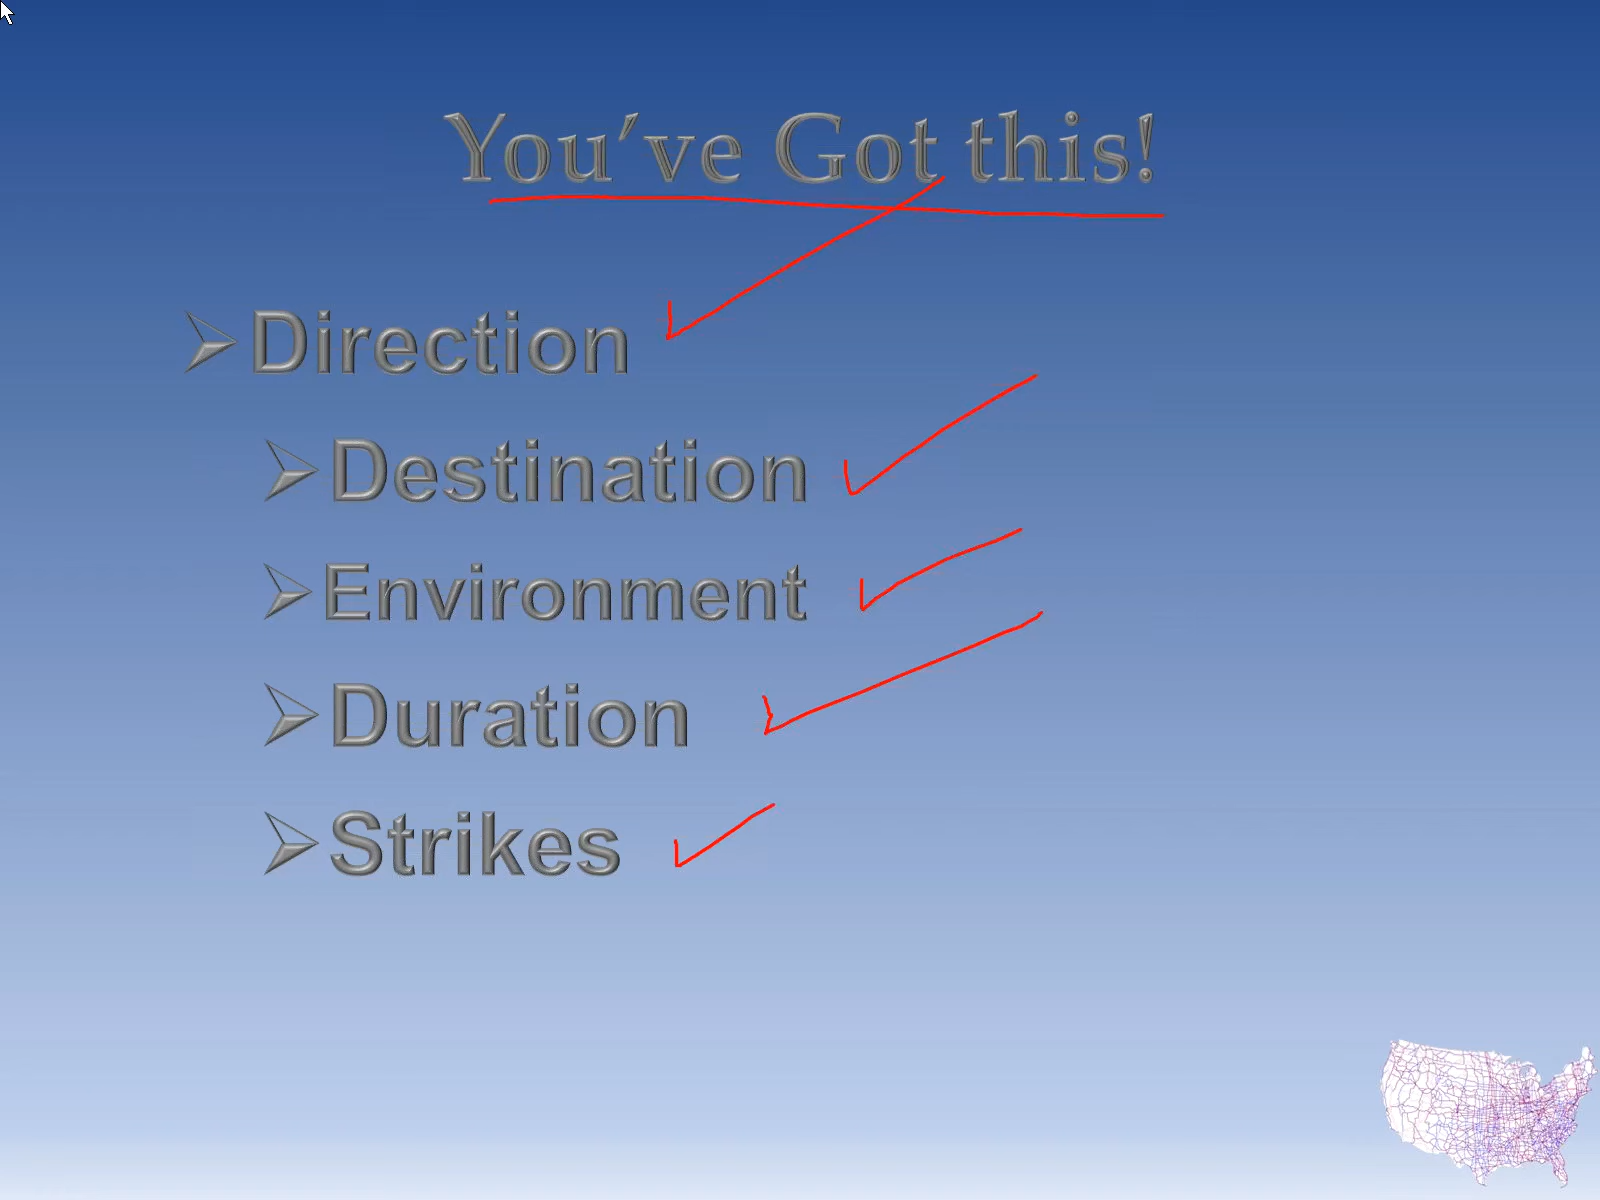 You've Got this!
Direction
Destination
Environment
Duration
Strikes